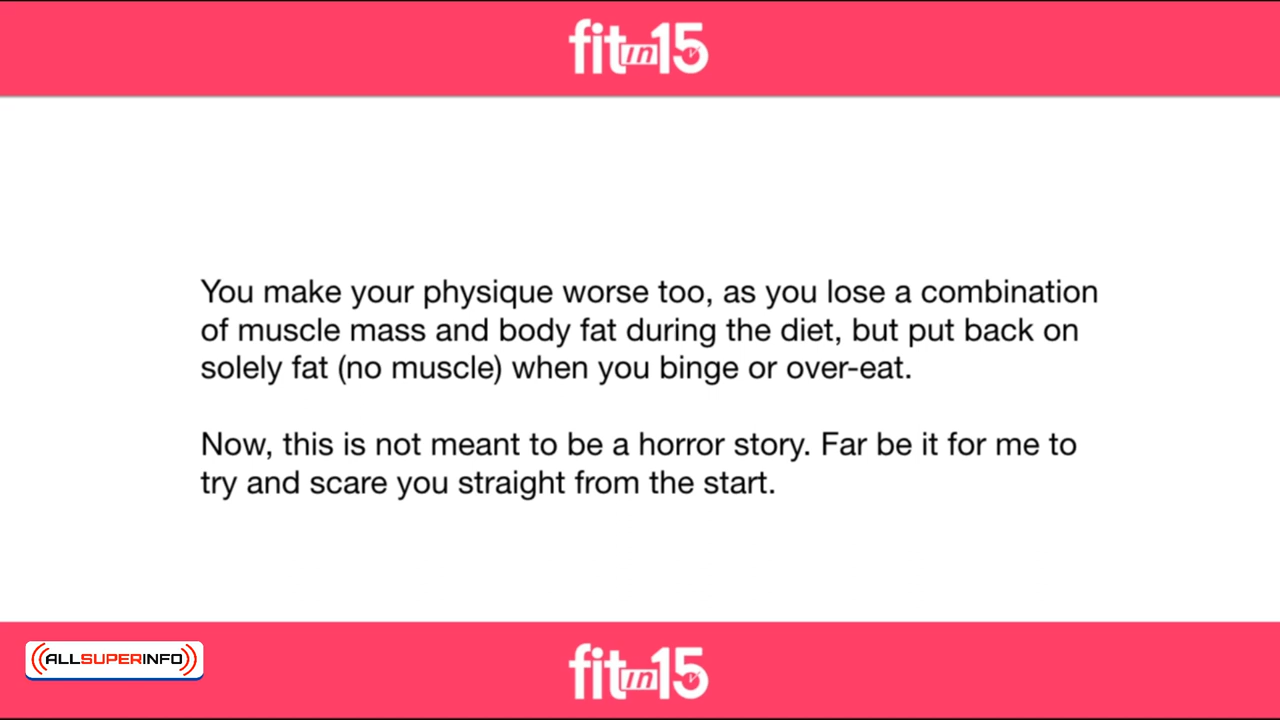 fit in 15
You make your physique worse too, as you lose a combination
of muscle mass and body fat during the diet, but put back on
solely fat (no muscle) when you binge or over-eat.
Now, this is not meant to be a horror story. Far be it for me to
try and scare you straight from the start.
ALLSUPERINFO
fit in 15